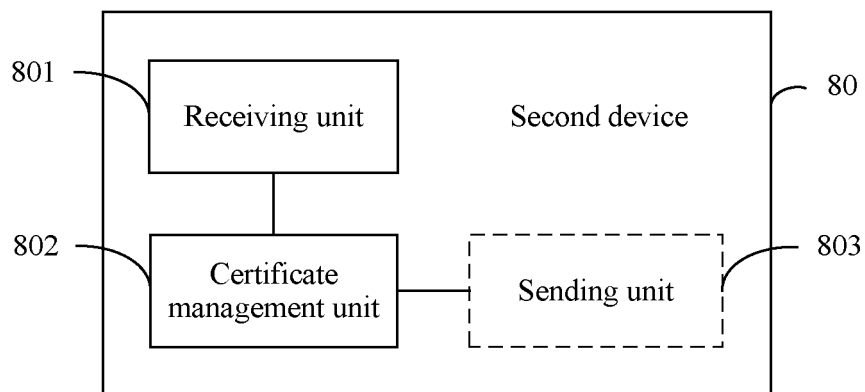 801
Receiving unit
Second device
80
802
Certificate
management unit
Sending unit
803